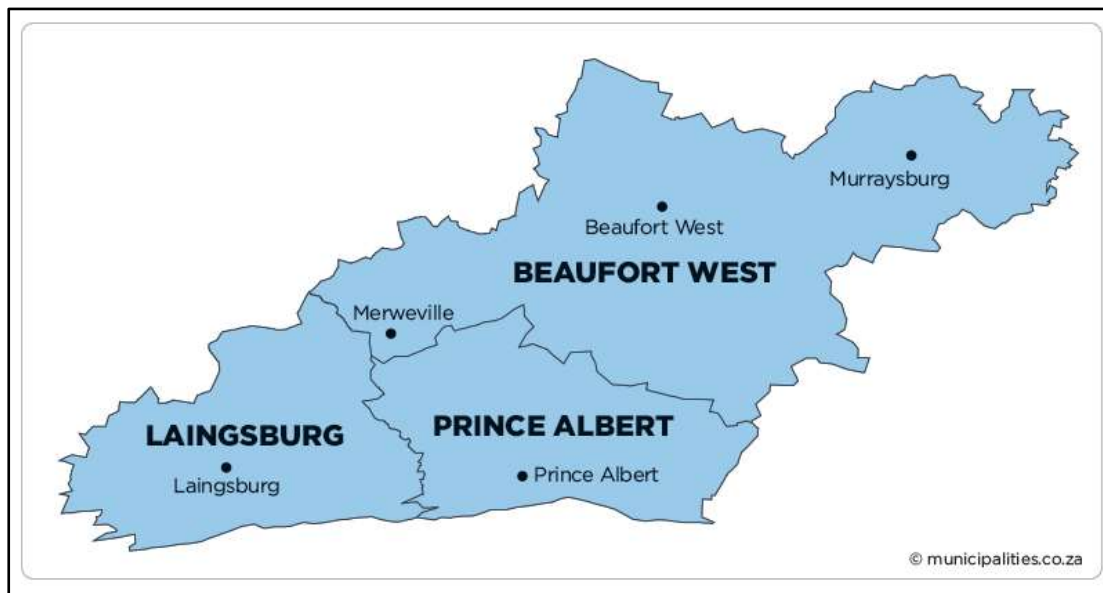 Murraysburg
Beaufort West
BEAUFORT WEST
Merweville
LAINGSBURG
PRINCE ALBERT
Laingsburg
Prince Albert
© municipalities.co.za